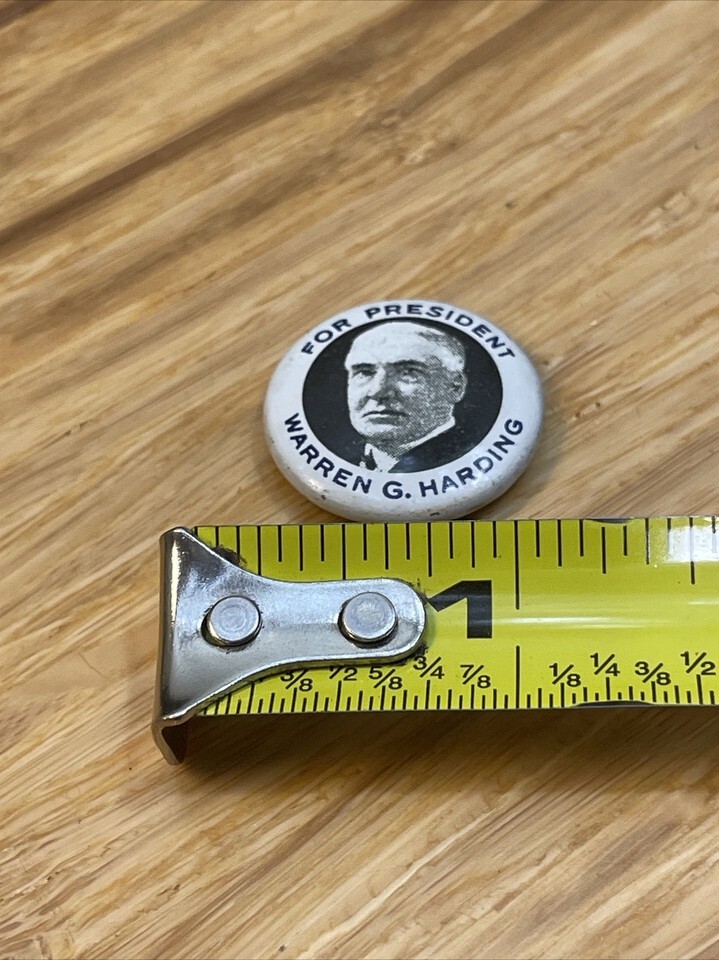 FOR PRESIDENT
WARREN G. HARDING
1
3/8 1/2 5/8 3/4 7/8 1/8 1/4 3/8 1/2